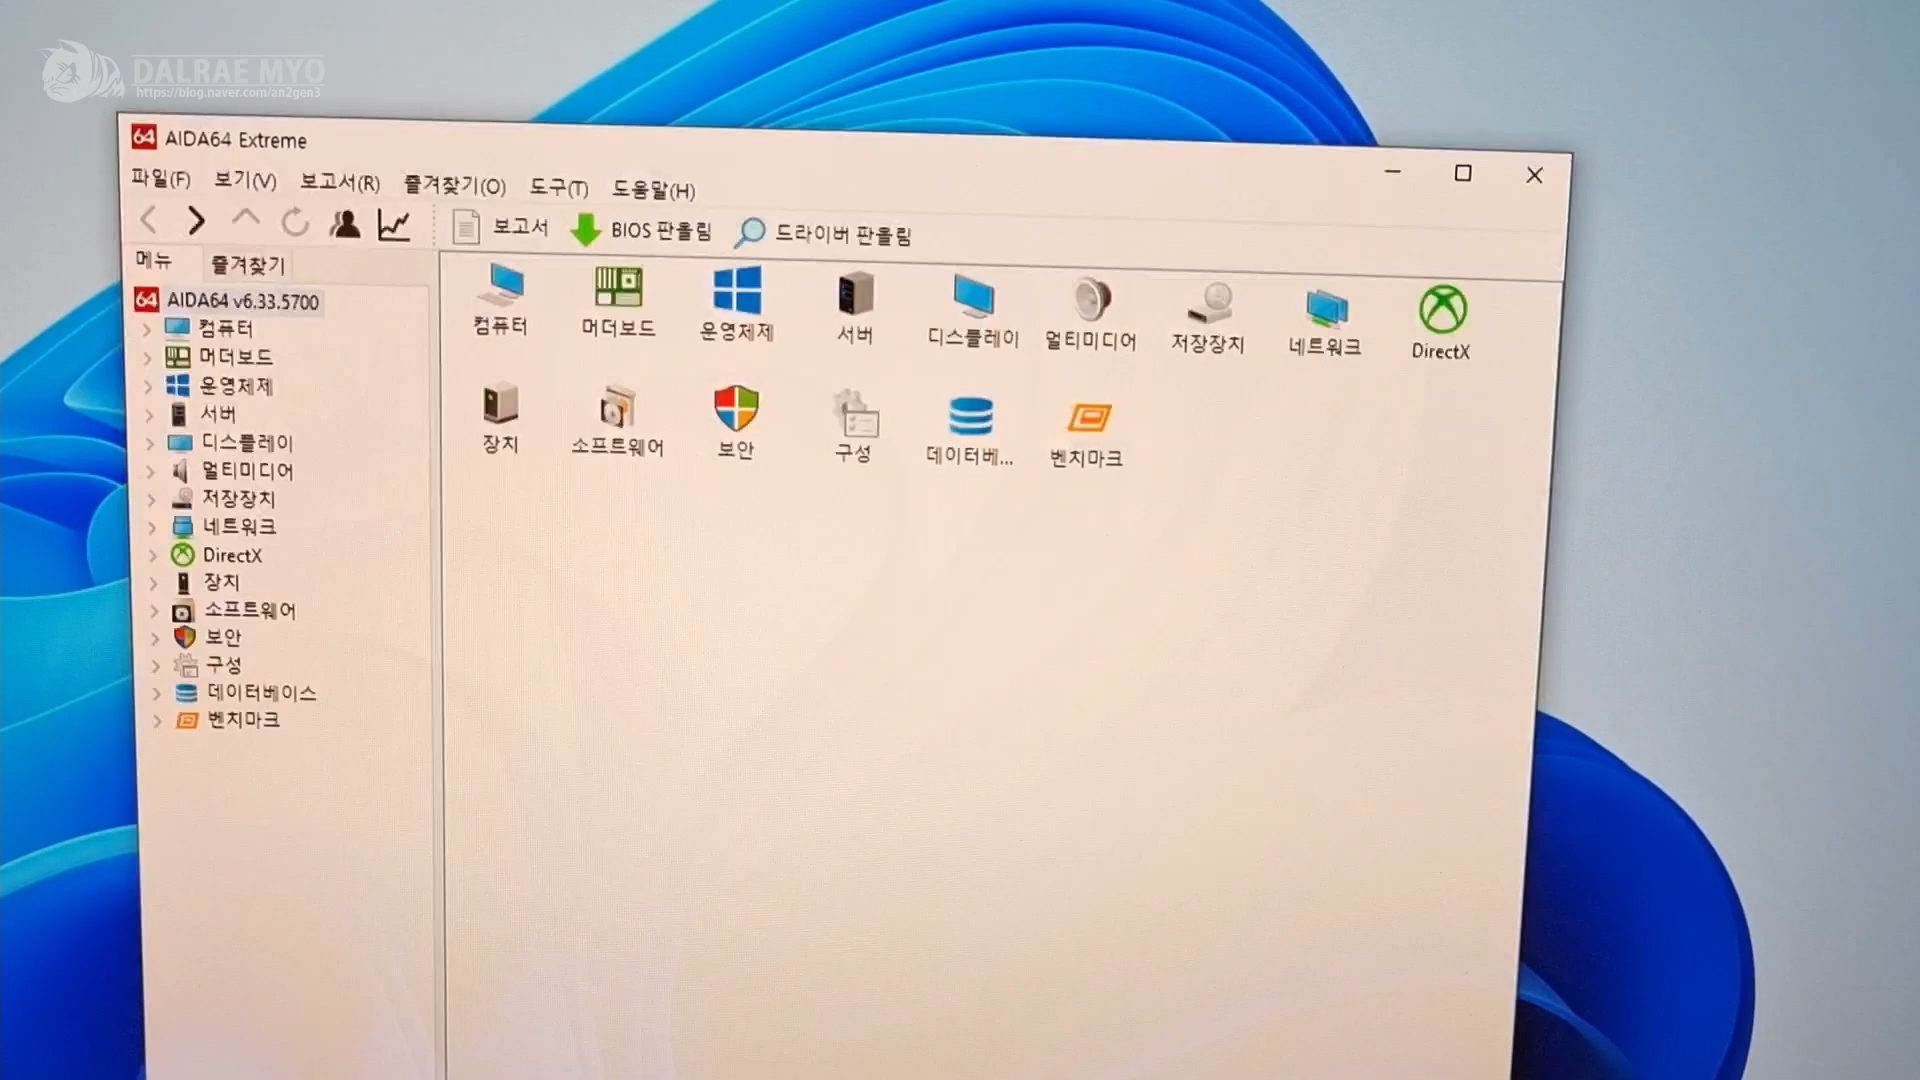 DALRAE MYO
https://blog.naver.com/an2gen3
64 AIDA64 Extreme
파일(F) 보기(V) 보고서(R) 즐겨찾기(O) 도구(T) 도움말(H)
보고서 BIOS 판올림 드라이버 판올림
메뉴 즐겨찾기
64 AIDA64 v6.33.5700
컴퓨터
머더보드
운영체제
서버
디스플레이
멀티미디어
저장장치
네트워크
DirectX
장치
소프트웨어
보안
구성
데이터베이스
벤치마크
컴퓨터 머더보드 운영체제 서버 디스플레이 멀티미디어 저장장치 네트워크 DirectX
장치 소프트웨어 보안 구성 데이터베... 벤치마크